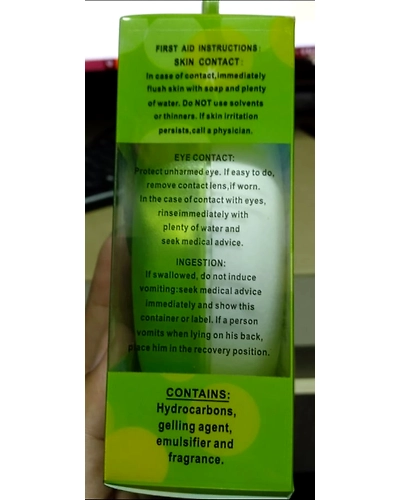 FIRST AID INSTRUCTIONS:
SKIN CONTACT:
In case of contact,immediately
flush skin with soap and plenty
of water. Do NOT use solvents
or thinners. If skin irritation
persists,call a physician.
EYE CONTACT:
Protect unharmed eye. If easy to do,
remove contact lens,if worn.
In the case of contact with eyes,
rinseimmediately with
plenty of water and
seek medical advice.
INGESTION:
If swallowed, do not induce
vomiting:seek medical advice
immediately and show this
container or label. If a person
vomits when lying on his back,
place him in the recovery position.
CONTAINS:
Hydrocarbons,
gelling agent,
emulsifier and
fragrance.